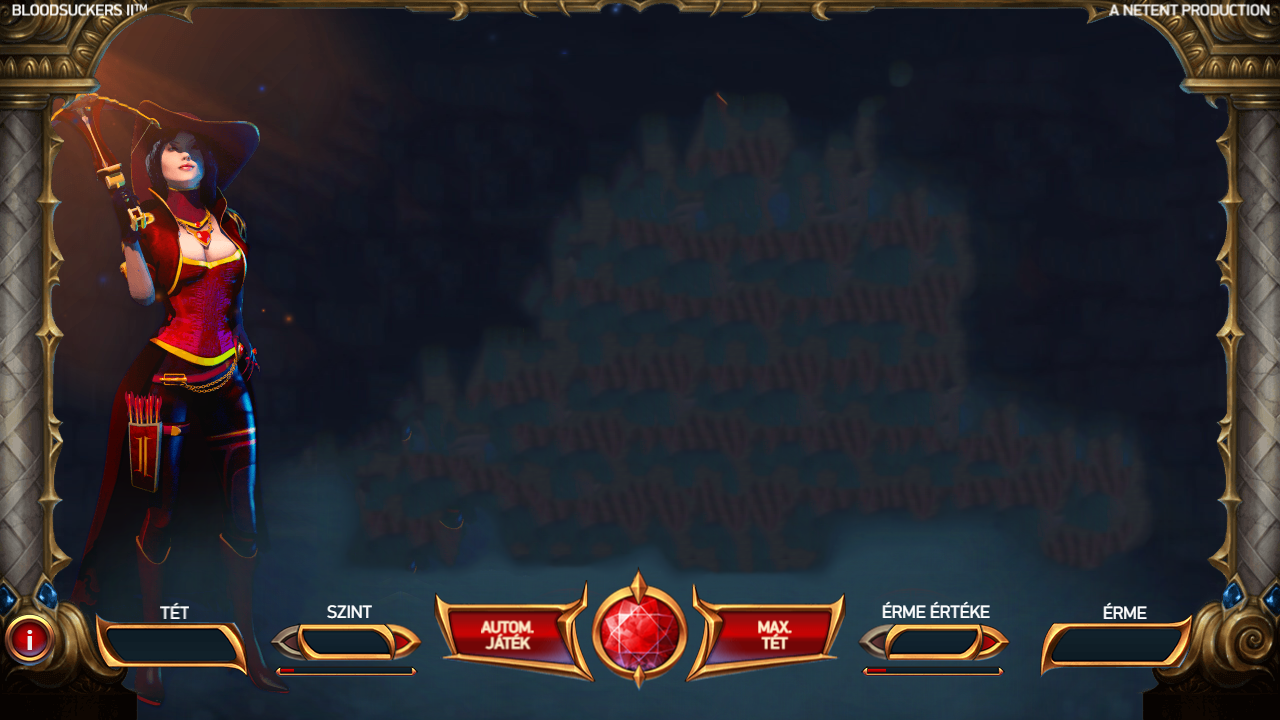 BLOODSUCKERS II™
A NETENT PRODUCTION
TÉT
SZINT
AUTOM.
JÁTÉK
MAX.
TÉT
ÉRME ÉRTÉKE
ÉRME
i